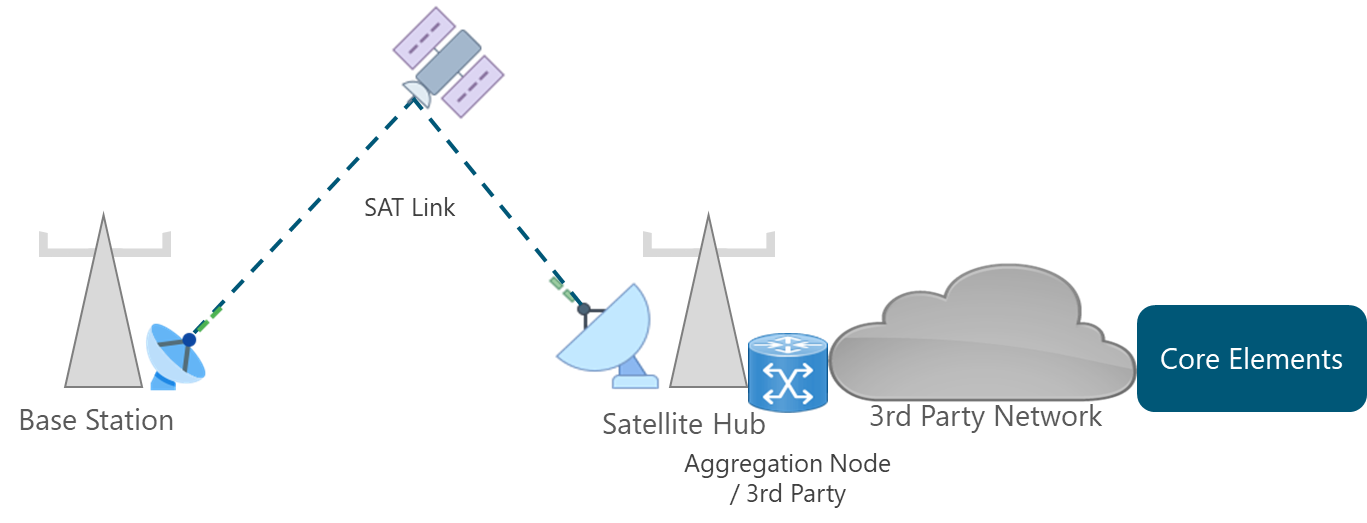 SAT Link
Base Station
Satellite Hub
Aggregation Node
/ 3rd Party
3rd Party Network
Core Elements